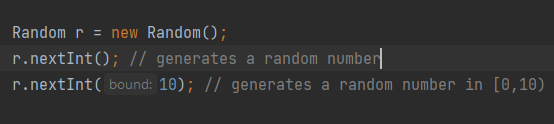 Random r = new Random();
r.nextInt(); // generates a random number
r.nextInt( bound: 10); // generates a random number in [0,10)